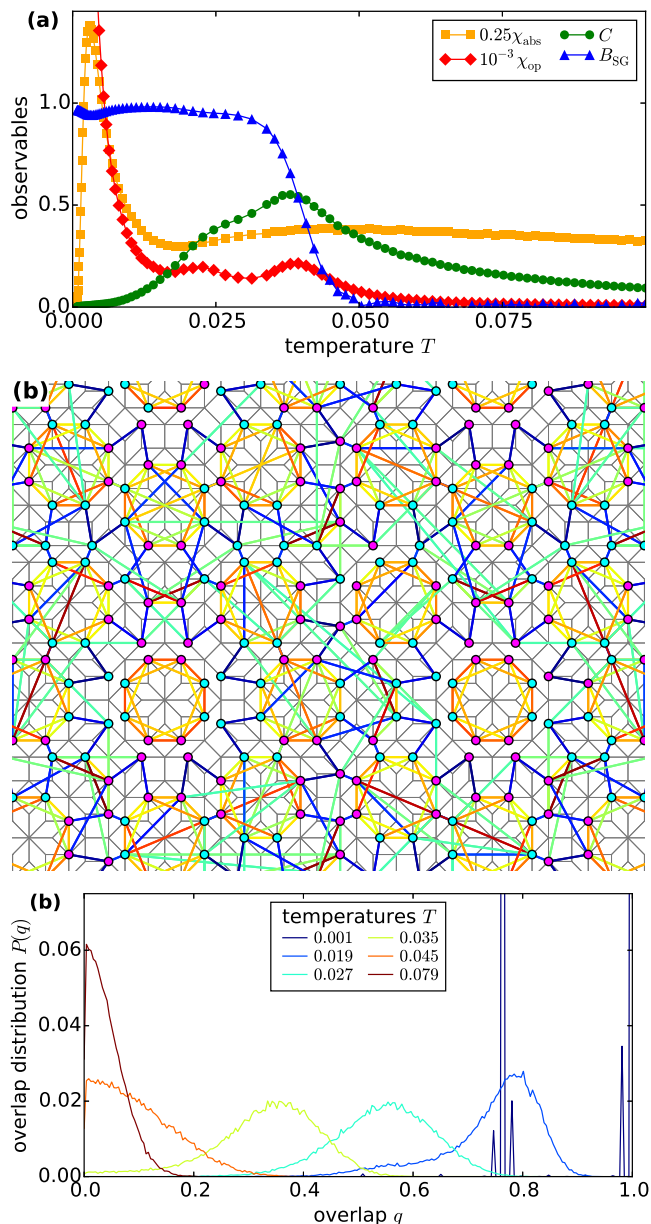 (a)
0.25χabs
10⁻³ χop
C
BSG
observables
1.0
0.5
0.0
0.000
0.025
0.050
0.075
temperature T
(b)
(b)
overlap distribution P(q)
0.06
0.04
0.02
0.00
temperatures T
0.001
0.035
0.019
0.045
0.027
0.079
0.0
0.2
0.4
0.6
0.8
1.0
overlap q